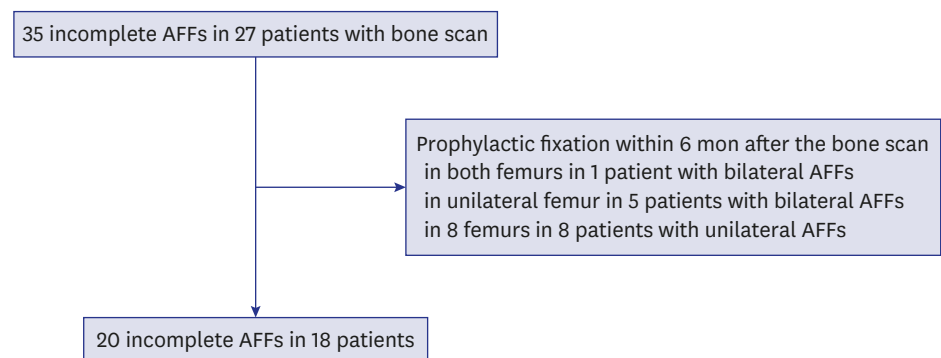 35 incomplete AFFs in 27 patients with bone scan
Prophylactic fixation within 6 mon after the bone scan
in both femurs in 1 patient with bilateral AFFs
in unilateral femur in 5 patients with bilateral AFFs
in 8 femurs in 8 patients with unilateral AFFs
20 incomplete AFFs in 18 patients